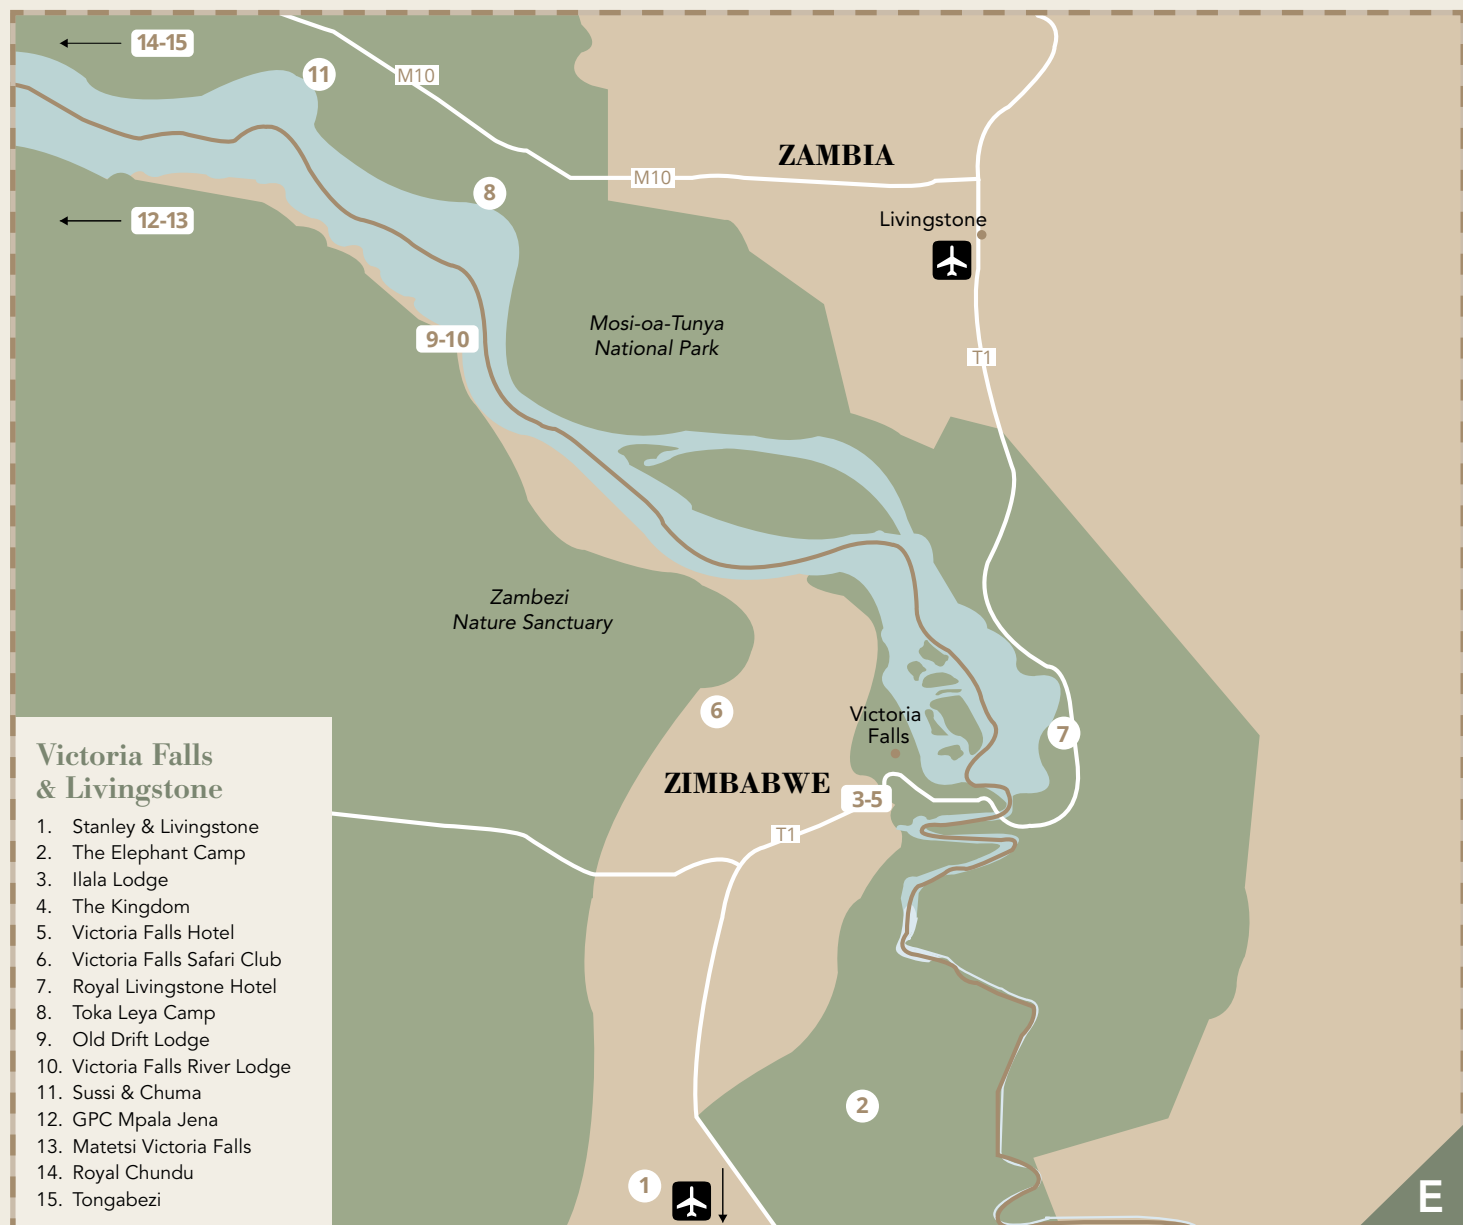 14-15
11
M10
ZAMBIA
M10
8
12-13
Livingstone
Mosi-oa-Tunya
National Park
9-10
T1
Zambezi
Nature Sanctuary
6
Victoria
Falls
7
ZIMBABWE
3-5
T1
Victoria Falls
& Livingstone
1. Stanley & Livingstone
2. The Elephant Camp
3. Ilala Lodge
4. The Kingdom
5. Victoria Falls Hotel
6. Victoria Falls Safari Club
7. Royal Livingstone Hotel
8. Toka Leya Camp
9. Old Drift Lodge
10. Victoria Falls River Lodge
11. Sussi & Chuma
12. GPC Mpala Jena
13. Matetsi Victoria Falls
14. Royal Chundu
15. Tongabezi
2
1
E